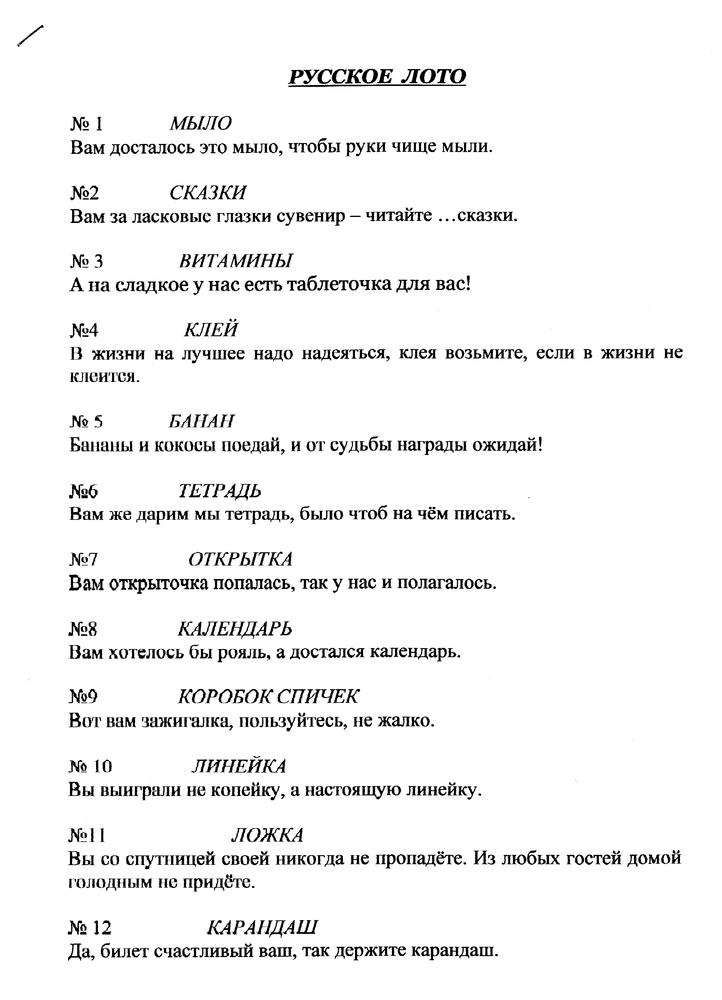 РУССКОЕ ЛОТО
№ 1 МЫЛО
Вам досталось это мыло, чтобы руки чище мыли.
№2 СКАЗКИ
Вам за ласковые глазки сувенир – читайте ...сказки.
№ 3 ВИТАМИНЫ
А на сладкое у нас есть таблеточка для вас!
№4 КЛЕЙ
В жизни на лучшее надо надеяться, клея возьмите, если в жизни не
клеится.
№ 5 БАНАН
Бананы и кокосы поедай, и от судьбы награды ожидай!
№6 ТЕТРАДЬ
Вам же дарим мы тетрадь, было чтоб на чём писать.
№7 ОТКРЫТКА
Вам открыточка попалась, так у нас и полагалось.
№8 КАЛЕНДАРЬ
Вам хотелось бы рояль, а достался календарь.
№9 КОРОБОК СПИЧЕК
Вот вам зажигалка, пользуйтесь, не жалко.
№ 10 ЛИНЕЙКА
Вы выиграли не копейку, а настоящую линейку.
№11 ЛОЖКА
Вы со спутницей своей никогда не пропадёте. Из любых гостей домой
голодным не придёте.
№ 12 КАРАНДАШ
Да, билет счастливый ваш, так держите карандаш.